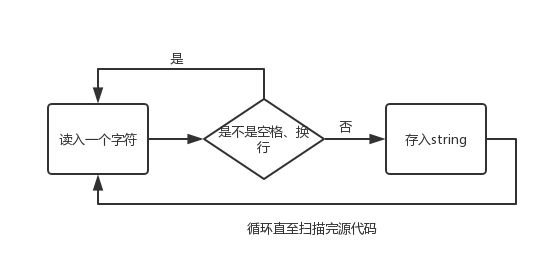 是
读入一个字符
是不是空格、换
行
否
存入string
循环直至扫描完源代码